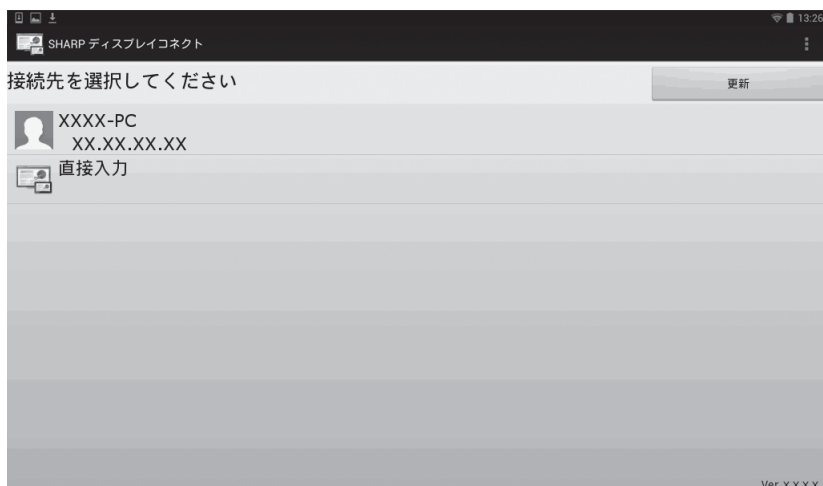 13:26
SHARP ディスプレイコネクト
接続先を選択してください
更新
XXXX-PC
XX.XX.XX.XX
直接入力
Ver X.X.X.X